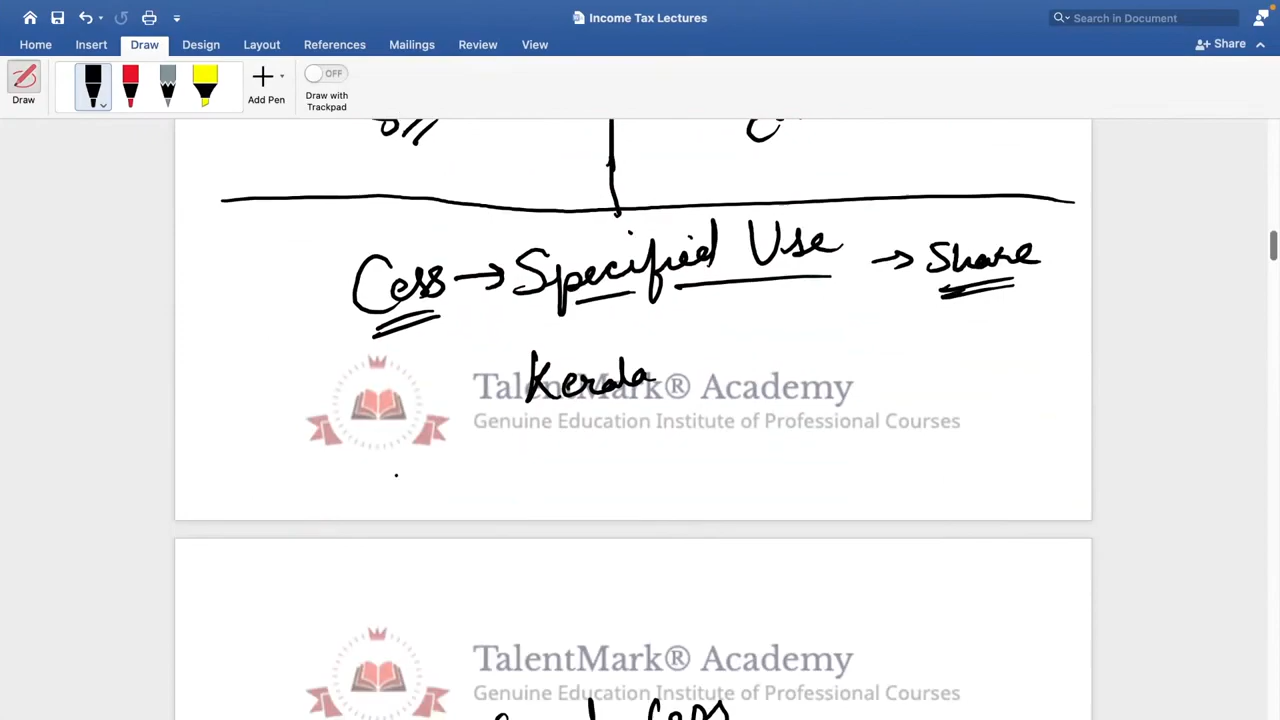 Income Tax Lectures
Search in Document
Home Insert Draw Design Layout References Mailings Review View
Share
OFF
Draw
Add Pen
Draw with
Trackpad
Cess → Specified Use → Share
Kerala
TalentMark® Academy
Genuine Education Institute of Professional Courses
TalentMark® Academy
Genuine Education Institute of Professional Courses
Cess